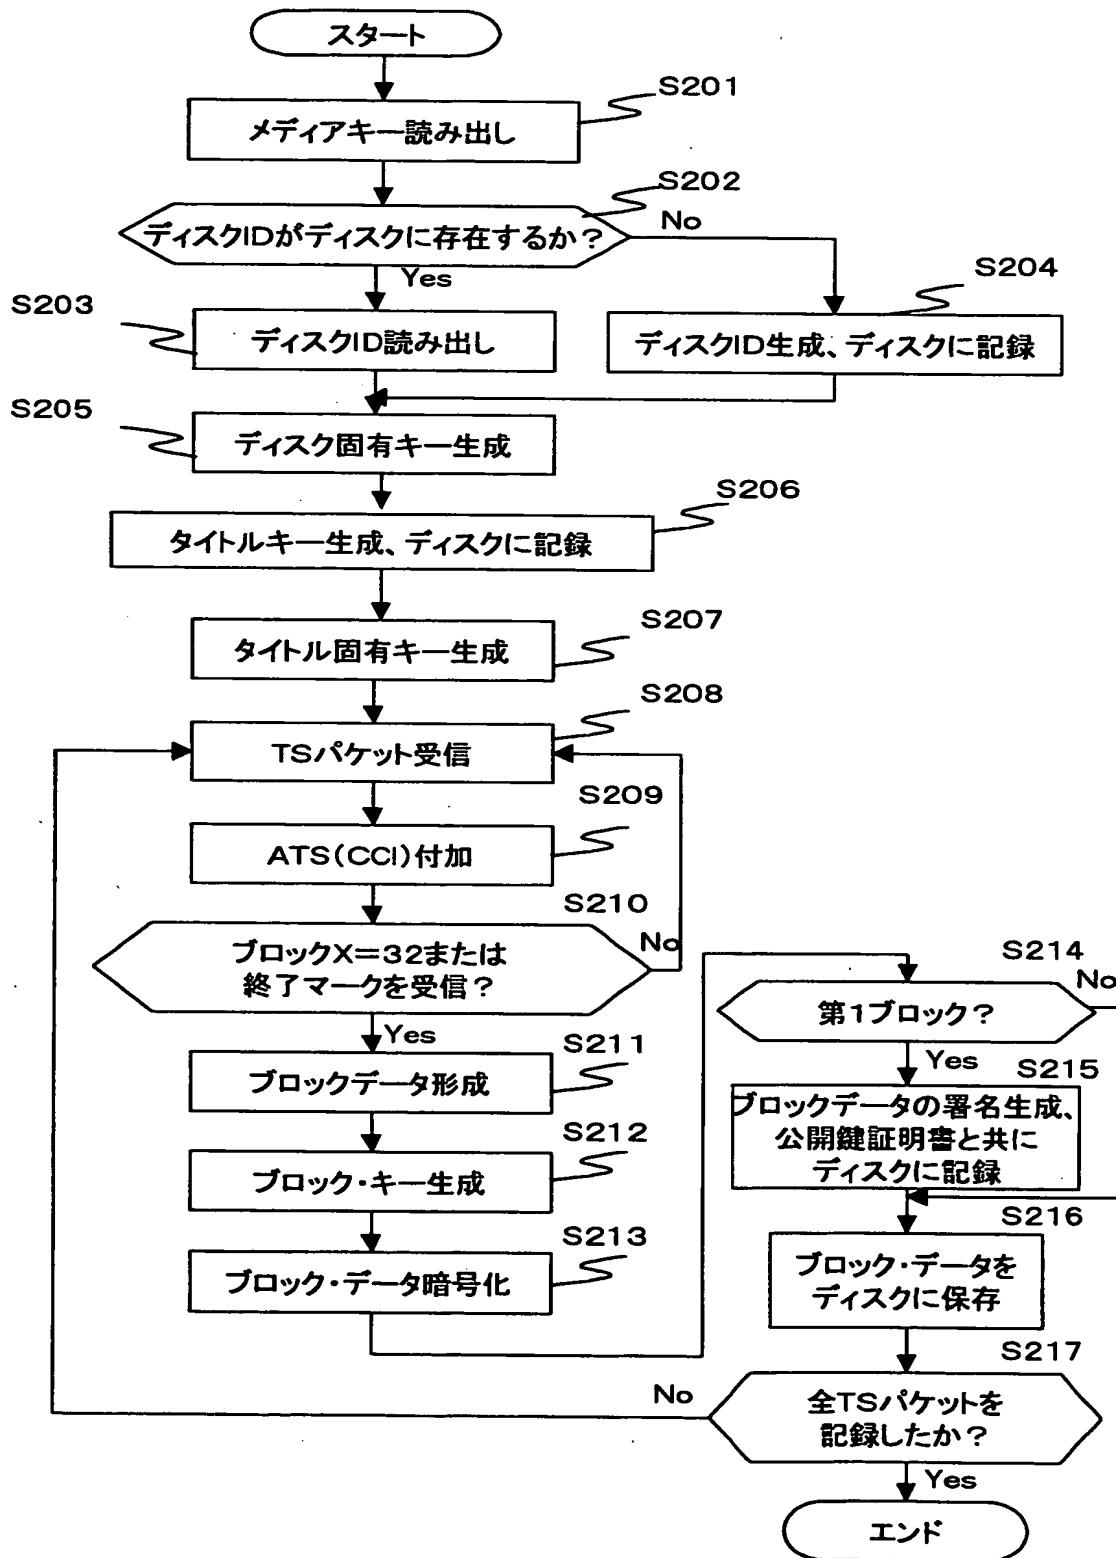 スタート
S201
メディアキー読み出し
S202
ディスクIDがディスクに存在するか?
No
Yes
S203
ディスクID読み出し
S204
ディスクID生成、ディスクに記録
S205
ディスク固有キー生成
S206
タイトルキー生成、ディスクに記録
S207
タイトル固有キー生成
S208
TSパケット受信
S209
ATS(CCI)付加
S210
ブロックX=32または
終了マークを受信?
No
Yes
S211
ブロックデータ形成
S212
ブロック・キー生成
S213
ブロック・データ暗号化
S214
第1ブロック?
No
Yes
S215
ブロックデータの署名生成、
公開鍵証明書と共に
ディスクに記録
S216
ブロック・データを
ディスクに保存
S217
全TSパケットを
記録したか?
No
Yes
エンド